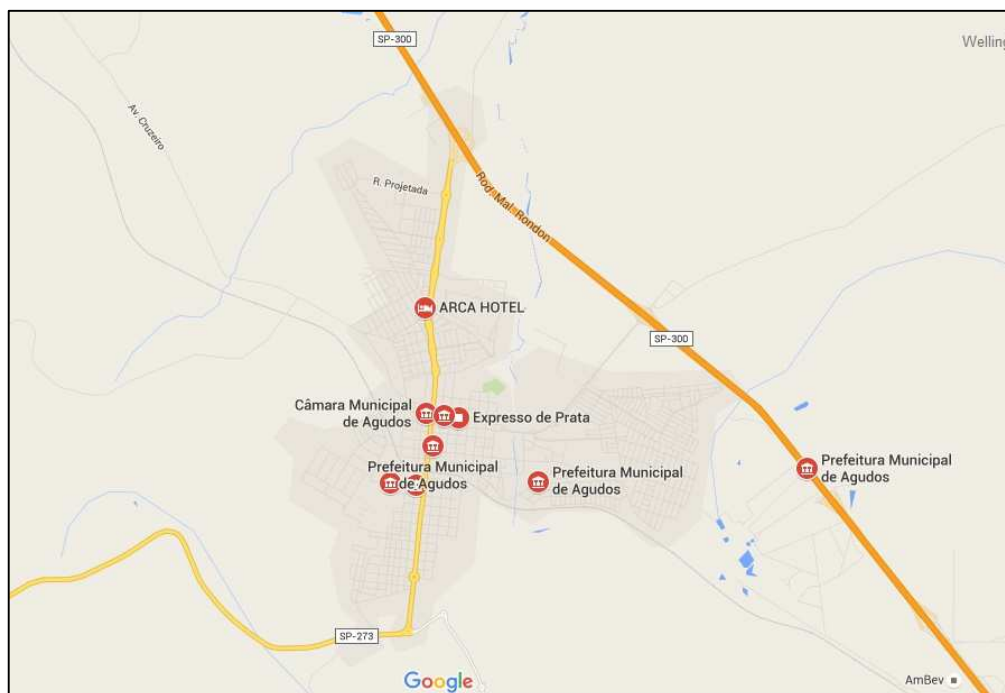 SP-300
Welling
Av. Cruzeiro
R. Projetada
Rod. Mal. Rondon
ARCA HOTEL
SP-300
Câmara Municipal
de Agudos
Expresso de Prata
Prefeitura Municipal
de Agudos
Prefeitura Municipal
de Agudos
Prefeitura Municipal
de Agudos
SP-273
Google
AmBev